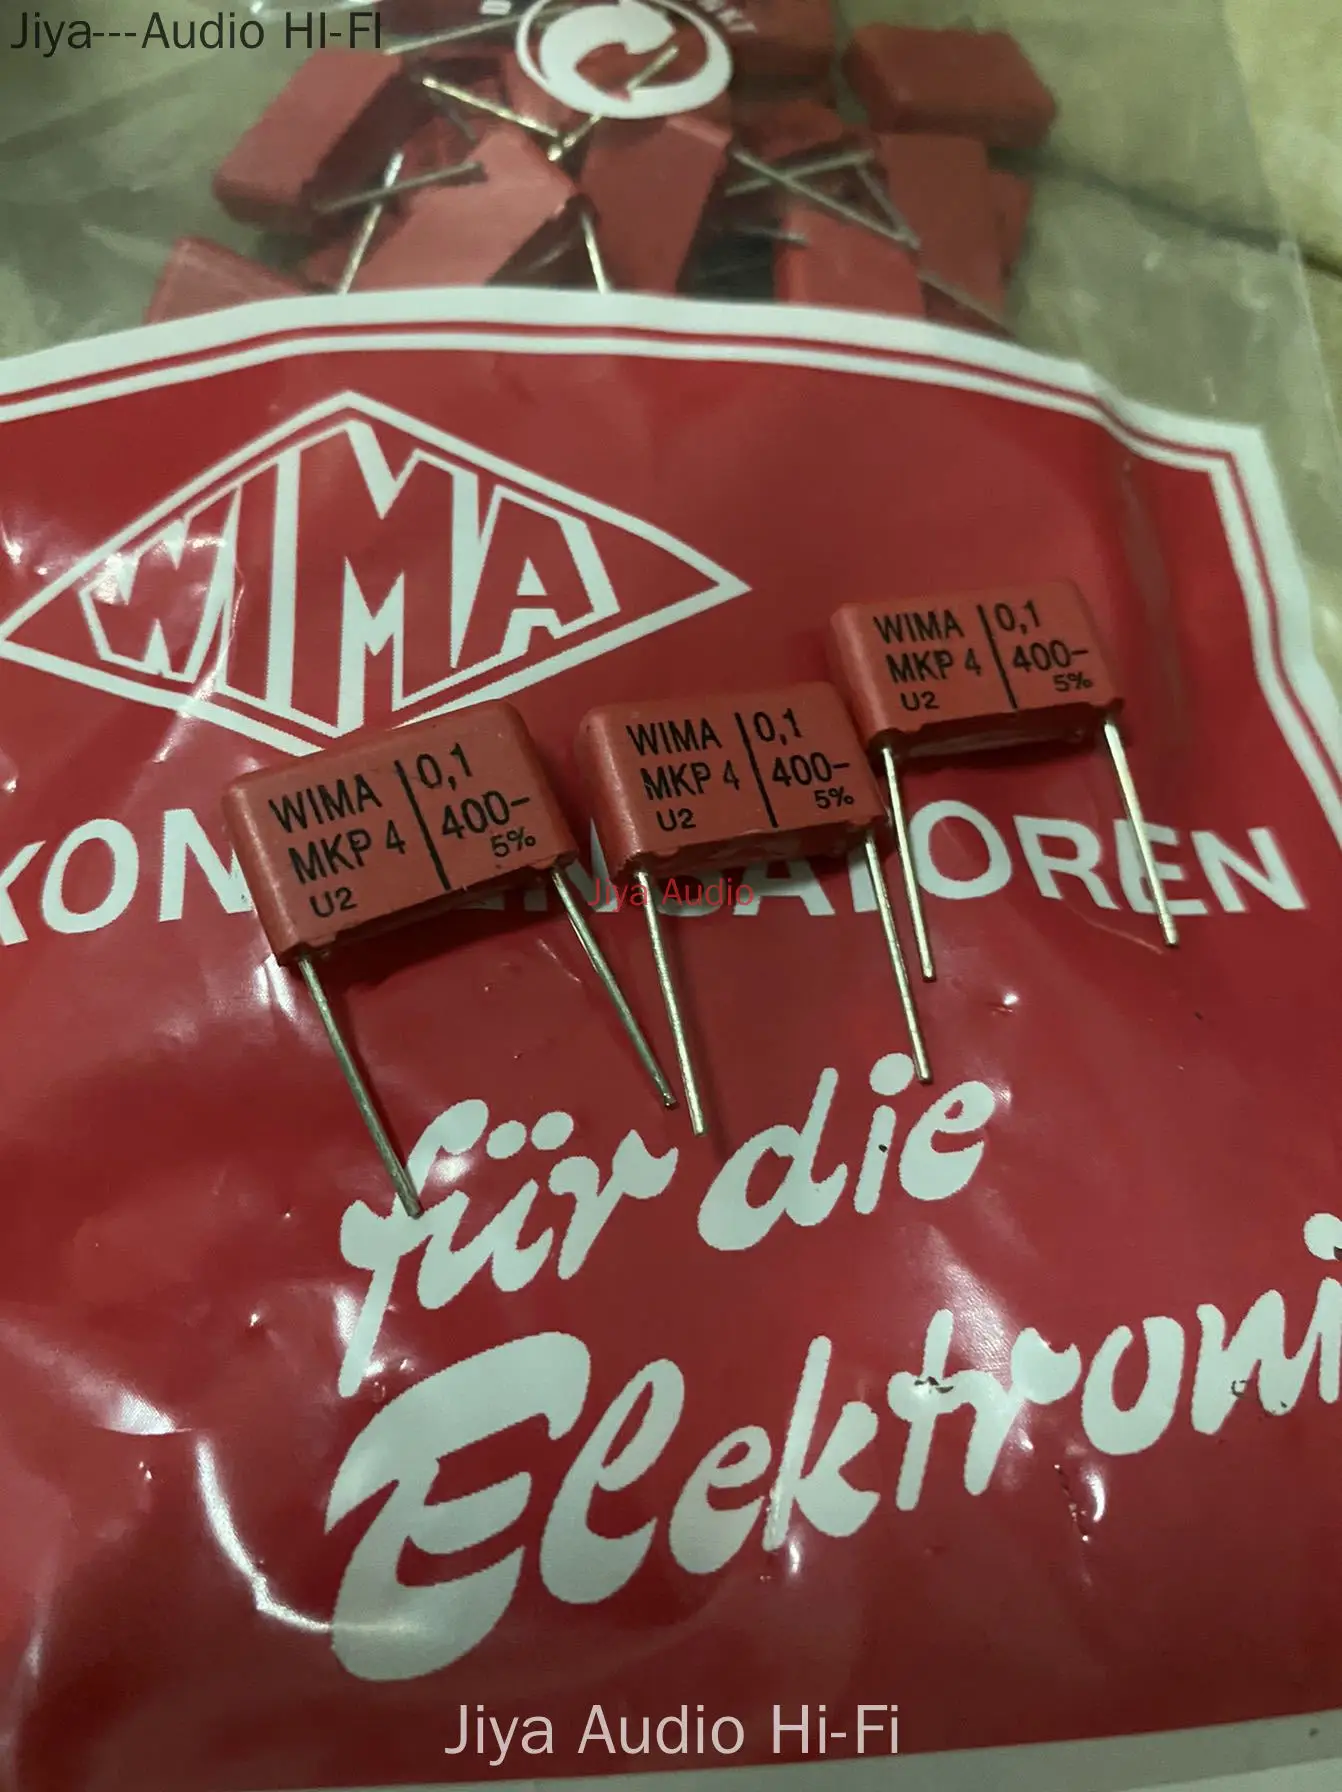 Jiya---Audio HI-FI
WIMA
WIMA 0,1
MKP 4 400-
U2 5%
WIMA 0,1
MKP 4 400-
U2 5%
WIMA 0,1
MKP 4 400-
U2 5%
Jiya Audio
für die
Elektroni
Jiya Audio Hi-Fi